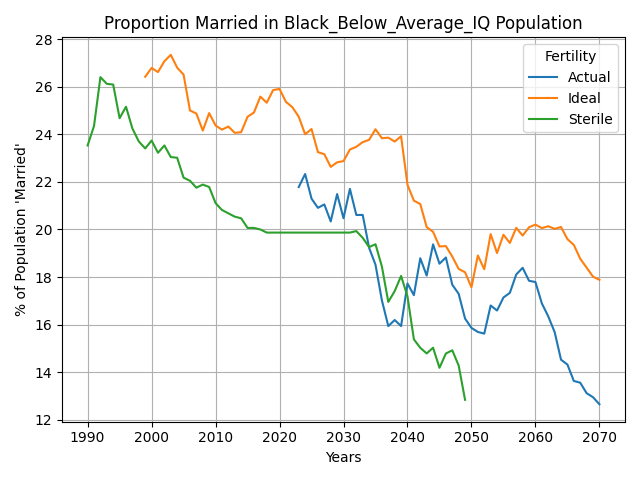 Proportion Married in Black_Below_Average_IQ Population
% of Population 'Married'
28
26
24
22
20
18
16
14
12
Fertility
Actual
Ideal
Sterile
1990 2000 2010 2020 2030 2040 2050 2060 2070
Years